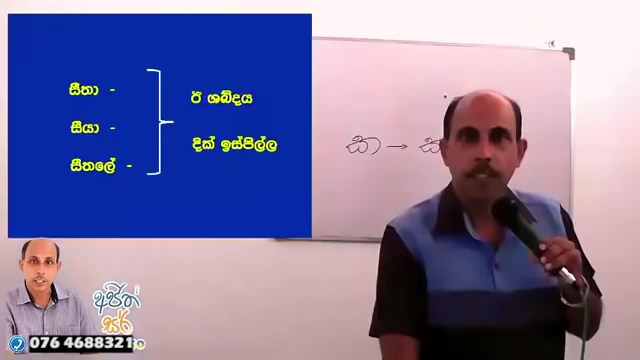 සීතා -
සීයා -
සීතලේ -
ඊ ශබ්දය
දික් ඉස්පිල්ල
ක →
අජිත්
සර්
076 4688321